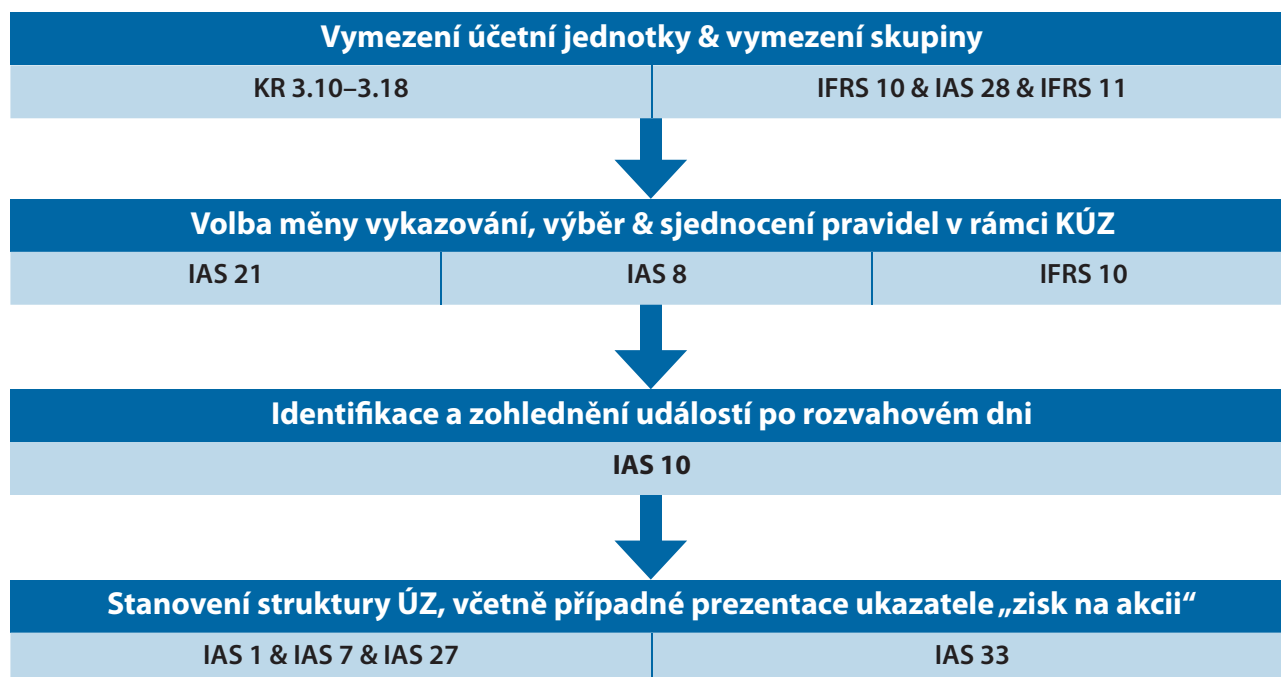 Vymezení účetní jednotky & vymezení skupiny
KR 3.10–3.18
IFRS 10 & IAS 28 & IFRS 11
Volba měny vykazování, výběr & sjednocení pravidel v rámci KÚZ
IAS 21
IAS 8
IFRS 10
Identifikace a zohlednění událostí po rozvahovém dni
IAS 10
Stanovení struktury ÚZ, včetně případné prezentace ukazatele „zisk na akcii“
IAS 1 & IAS 7 & IAS 27
IAS 33